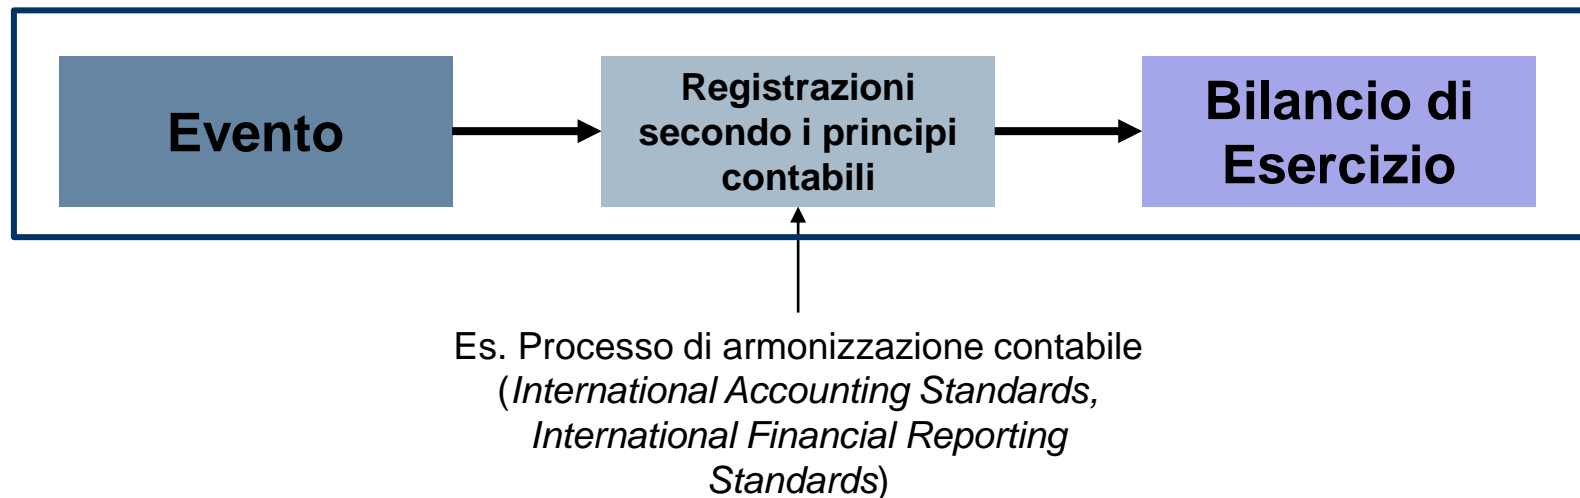 Evento
Registrazioni
secondo i principi
contabili
Bilancio di
Esercizio
Es. Processo di armonizzazione contabile
(International Accounting Standards,
International Financial Reporting
Standards)